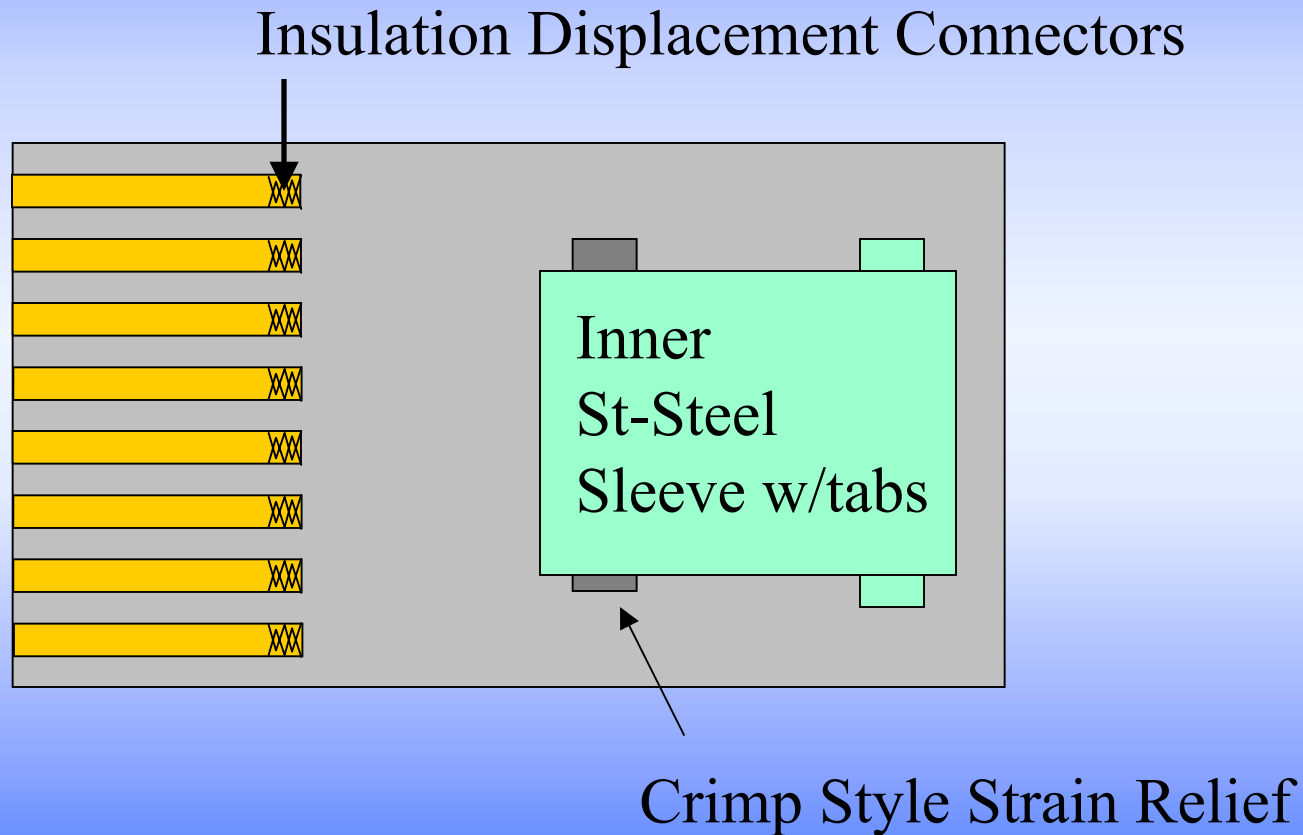 Insulation Displacement Connectors
Inner
St-Steel
Sleeve w/tabs
Crimp Style Strain Relief